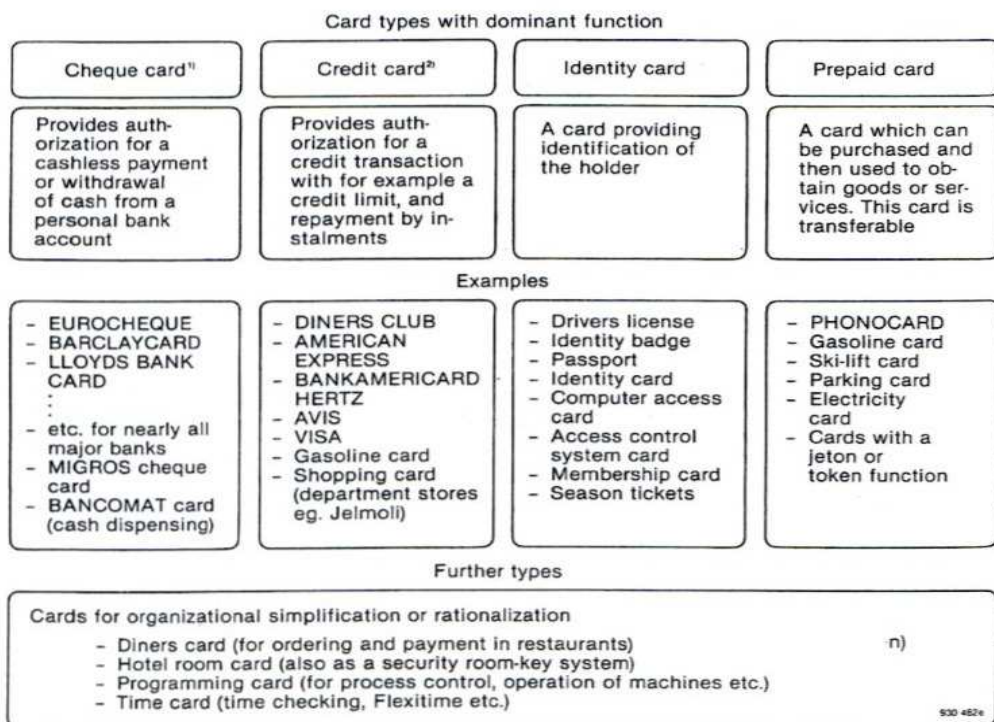 Card types with dominant function
Cheque card¹⁾
Credit card²⁾
Identity card
Prepaid card
Provides auth-
orization for a
cashless payment
or withdrawal
of cash from a
personal bank
account
Provides auth-
orization for a
credit transaction
with for example a
credit limit, and
repayment by in-
stalments
A card providing
identification of
the holder
A card which can
be purchased and
then used to ob-
tain goods or ser-
vices. This card is
transferable
Examples
- EUROCHEQUE
- BARCLAYCARD
- LLOYDS BANK
CARD
:
:
- etc. for nearly all
major banks
- MIGROS cheque
card
- BANCOMAT card
(cash dispensing)
- DINERS CLUB
- AMERICAN
EXPRESS
- BANKAMERICARD
HERTZ
- AVIS
- VISA
- Gasoline card
- Shopping card
(department stores
eg. Jelmoli)
- Drivers license
- Identity badge
- Passport
- Identity card
- Computer access
card
- Access control
system card
- Membership card
- Season tickets
- PHONOCARD
- Gasoline card
- Ski-lift card
- Parking card
- Electricity
card
- Cards with a
jeton or
token function
Further types
Cards for organizational simplification or rationalization
- Diners card (for ordering and payment in restaurants) n)
- Hotel room card (also as a security room-key system)
- Programming card (for process control, operation of machines etc.)
- Time card (time checking, Flexitime etc.)